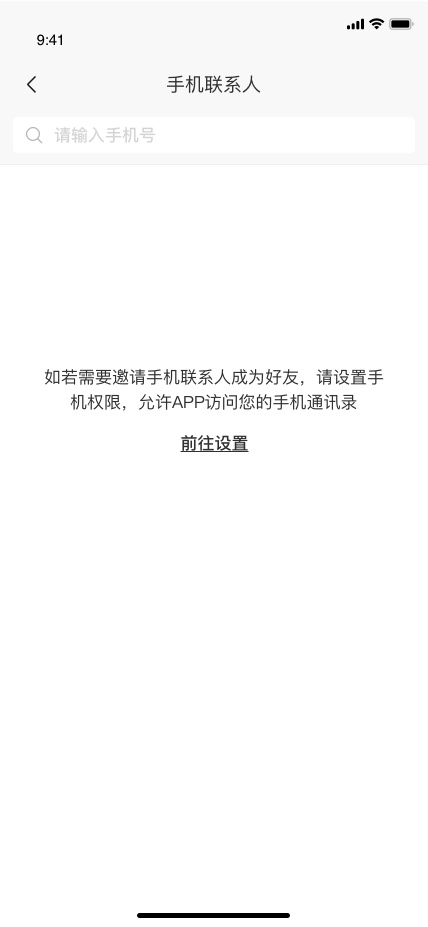 9:41
手机联系人
请输入手机号
如若需要邀请手机联系人成为好友，请设置手
机权限，允许APP访问您的手机通讯录
前往设置